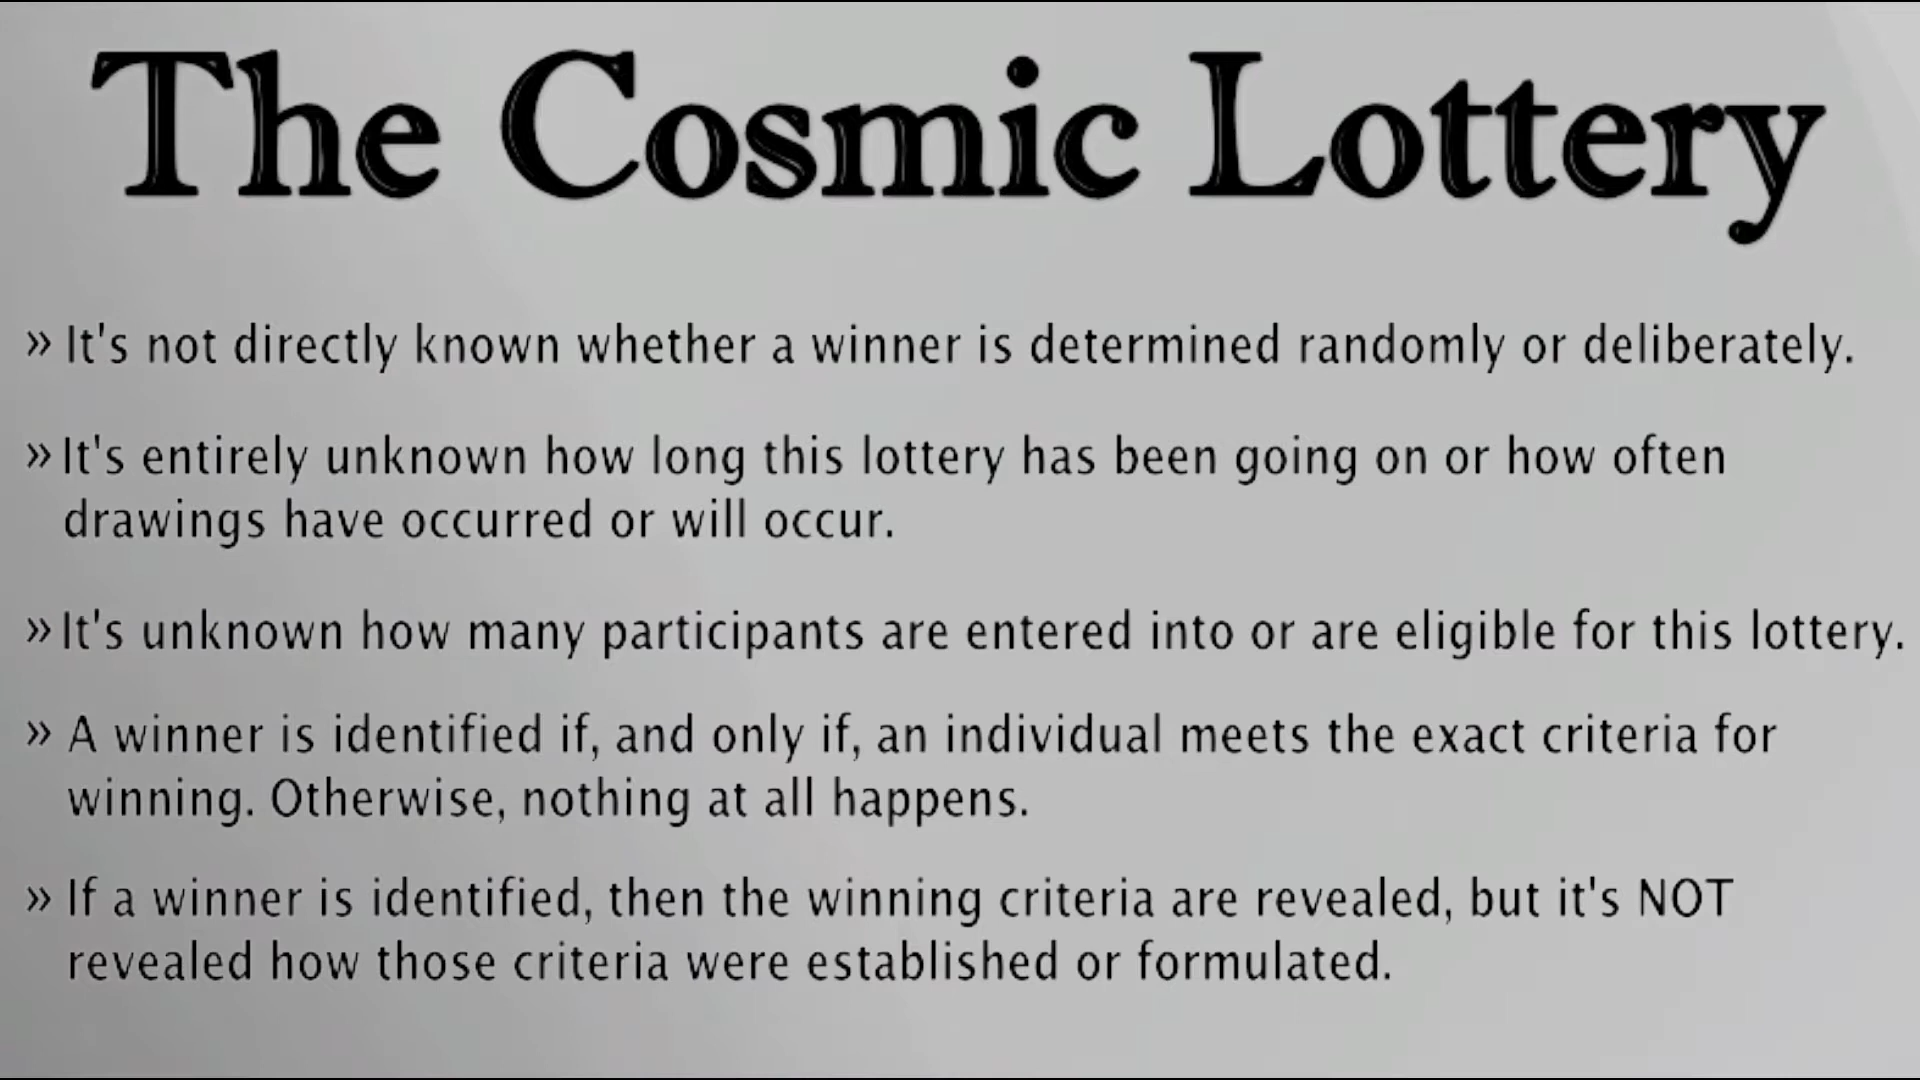 The Cosmic Lottery
» It's not directly known whether a winner is determined randomly or deliberately.
» It's entirely unknown how long this lottery has been going on or how often
drawings have occurred or will occur.
» It's unknown how many participants are entered into or are eligible for this lottery.
» A winner is identified if, and only if, an individual meets the exact criteria for
winning. Otherwise, nothing at all happens.
» If a winner is identified, then the winning criteria are revealed, but it's NOT
revealed how those criteria were established or formulated.